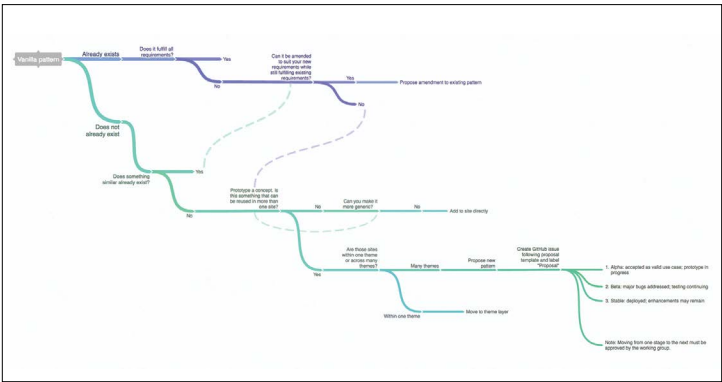 Vanilla pattern
Already exists
Does it fulfill all
requirements?
Yes
No
Can it be amended
to suit your new
requirements while
still fulfilling existing
requirements?
Yes
Propose amendment to existing pattern
No
Does not
already exist
Does something
similar already exist?
Yes
No
Prototype a concept. Is
this something that can
be reused in more than
one site?
No
Can you make it
more generic?
No
Add to site directly
Yes
Are those sites
within one theme
or across many
themes?
Many themes
Propose new
pattern
Create GitHub issue
following proposal
template and label
"Proposal"
1. Alpha: accepted as valid use case; prototype in
progress
2. Beta: major bugs addressed; testing continuing
3. Stable: deployed; enhancements may remain
Note: Moving from one stage to the next must be
approved by the working group.
Within one theme
Move to theme layer